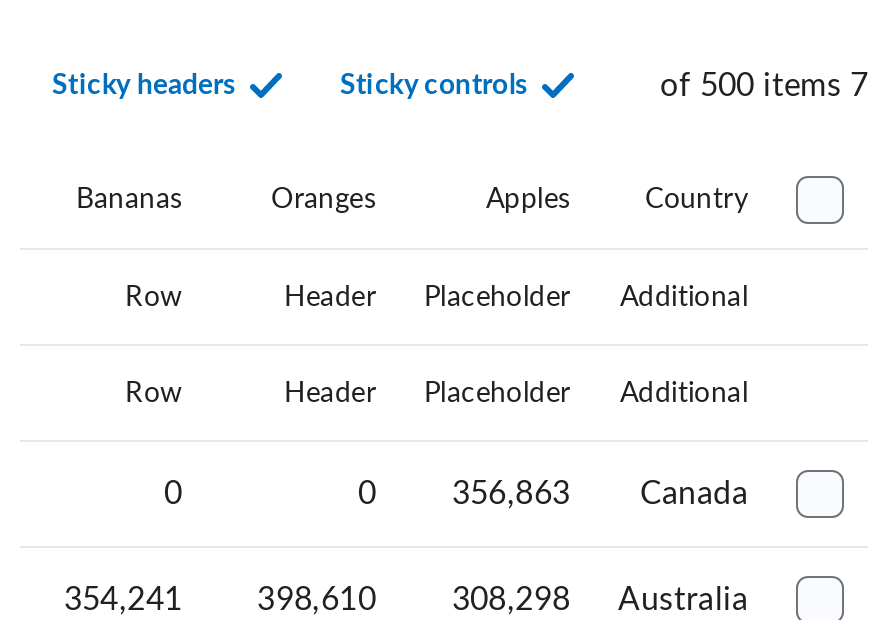 Sticky headers Sticky controls of 500 items 7
Bananas Oranges Apples Country
Row Header Placeholder Additional
Row Header Placeholder Additional
0 0 356,863 Canada
354,241 398,610 308,298 Australia